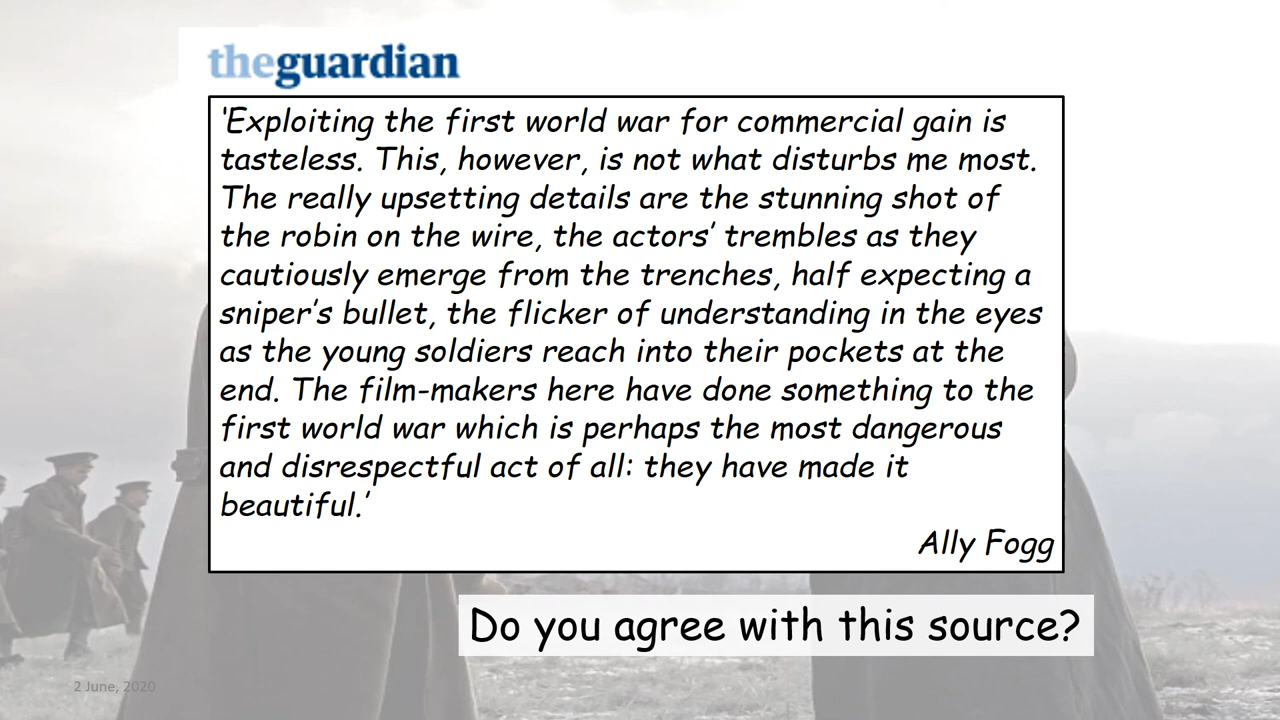 theguardian
‘Exploiting the first world war for commercial gain is
tasteless. This, however, is not what disturbs me most.
The really upsetting details are the stunning shot of
the robin on the wire, the actors’ trembles as they
cautiously emerge from the trenches, half expecting a
sniper’s bullet, the flicker of understanding in the eyes
as the young soldiers reach into their pockets at the
end. The film-makers here have done something to the
first world war which is perhaps the most dangerous
and disrespectful act of all: they have made it
beautiful.’
Ally Fogg
Do you agree with this source?
2 June, 2020